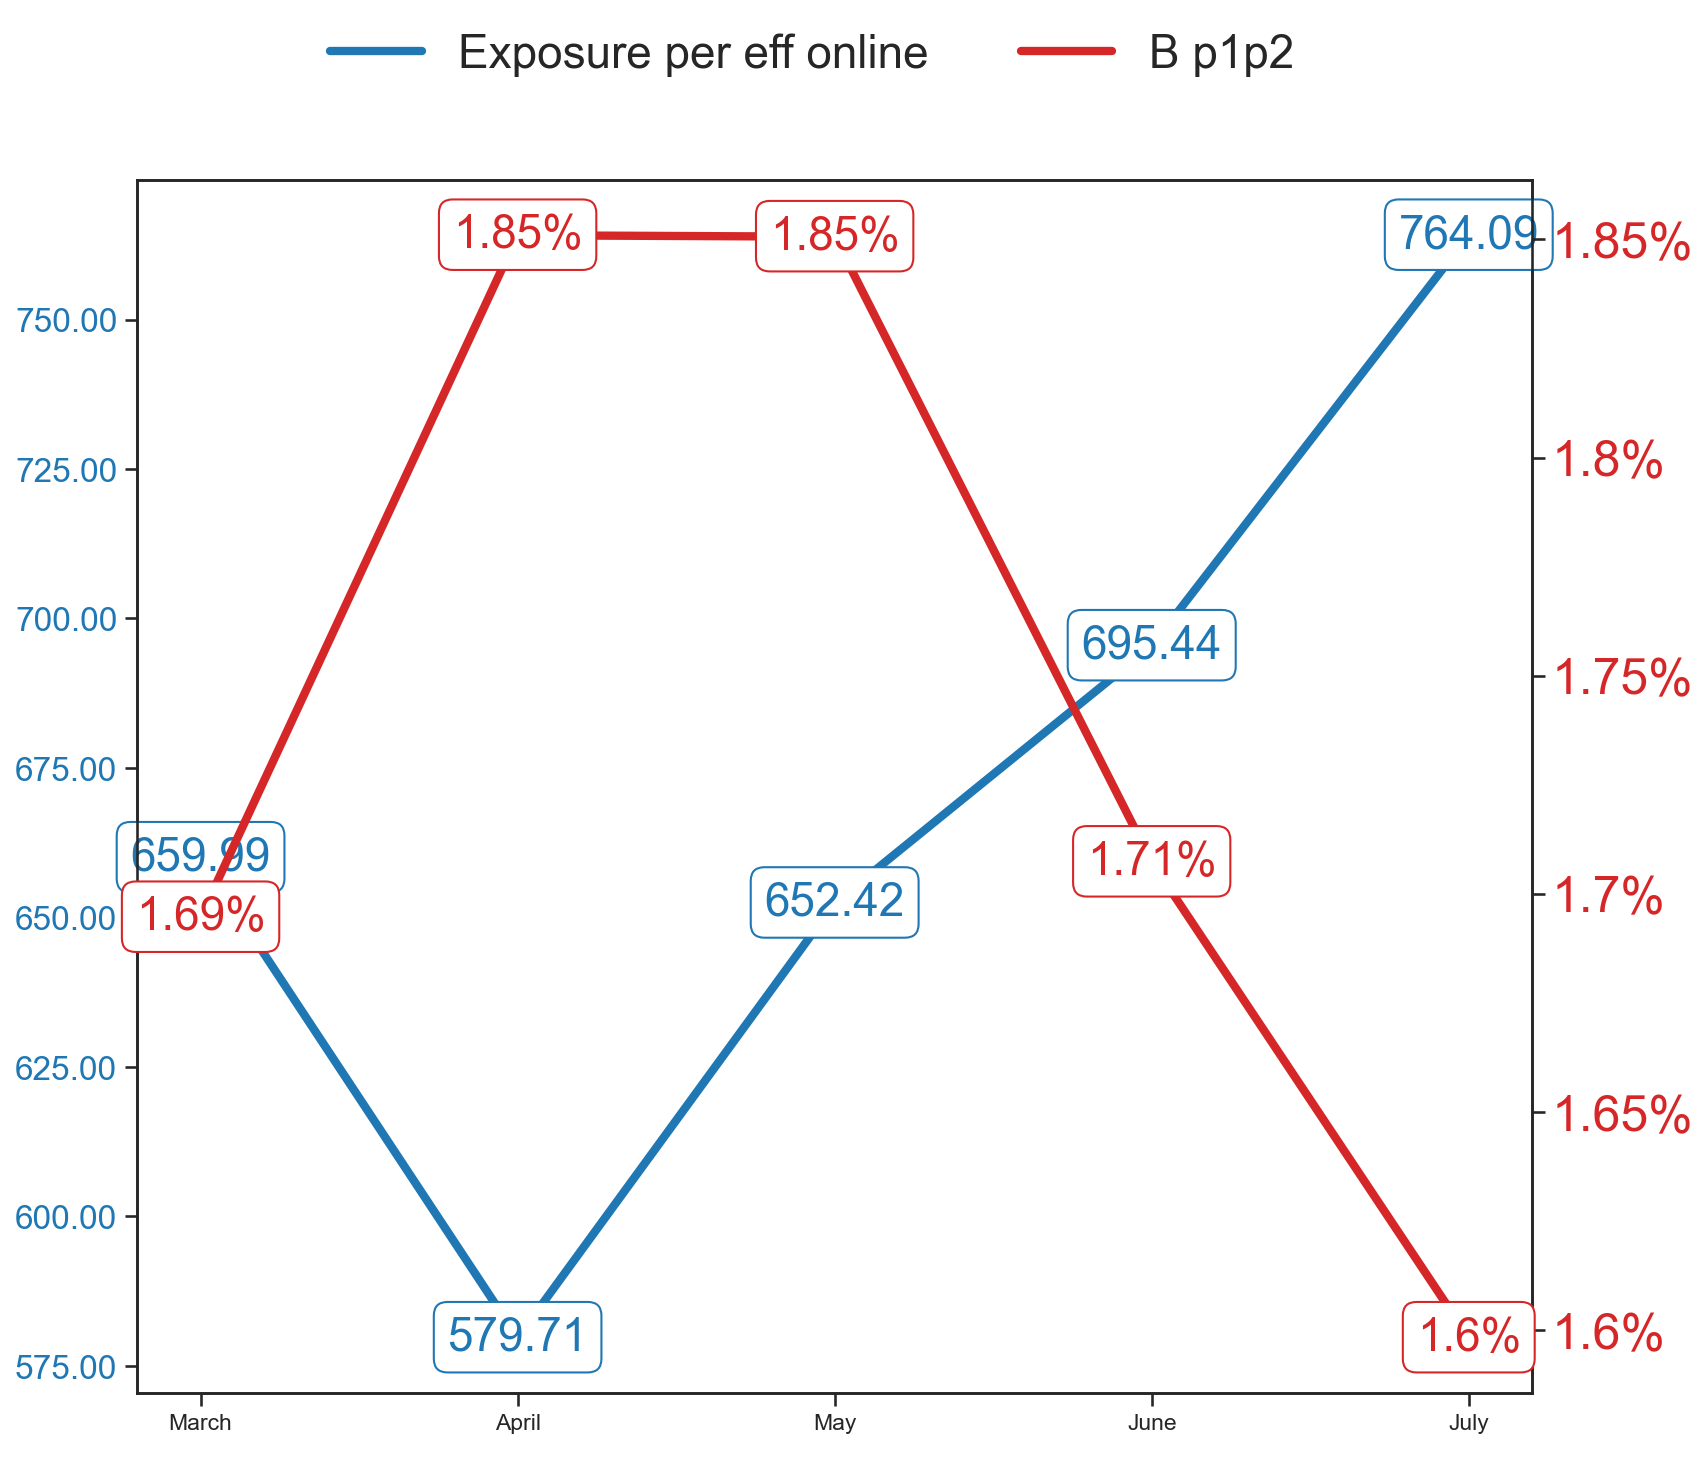 Exposure per eff online B p1p2
1.85% 1.85% 764.09 1.85%
750.00
725.00 1.8%
700.00 695.44
1.75%
675.00
659.99 1.71%
1.69% 652.42 1.7%
650.00
625.00
1.65%
600.00
579.71 1.6% 1.6%
575.00
March April May June July